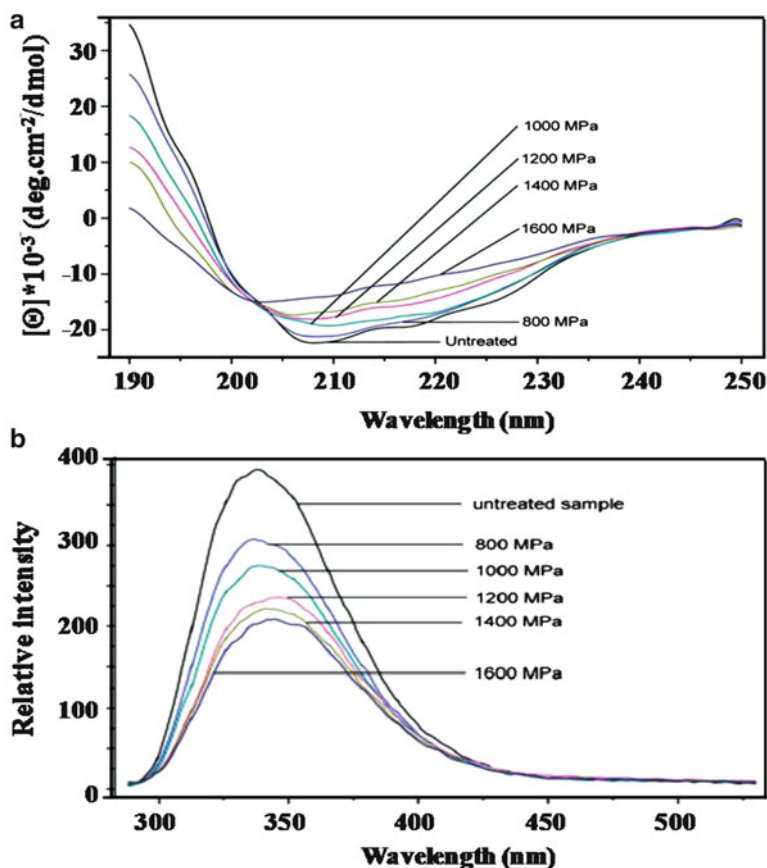 a
[Θ]*10⁻³ (deg.cm⁻²/dmol)
30
20
10
0
-10
-20
1000 MPa
1200 MPa
1400 MPa
1600 MPa
800 MPa
Untreated
190 200 210 220 230 240 250
Wavelength (nm)
b
Relative intensity
400
300
200
100
0
untreated sample
800 MPa
1000 MPa
1200 MPa
1400 MPa
1600 MPa
300 350 400 450 500
Wavelength (nm)